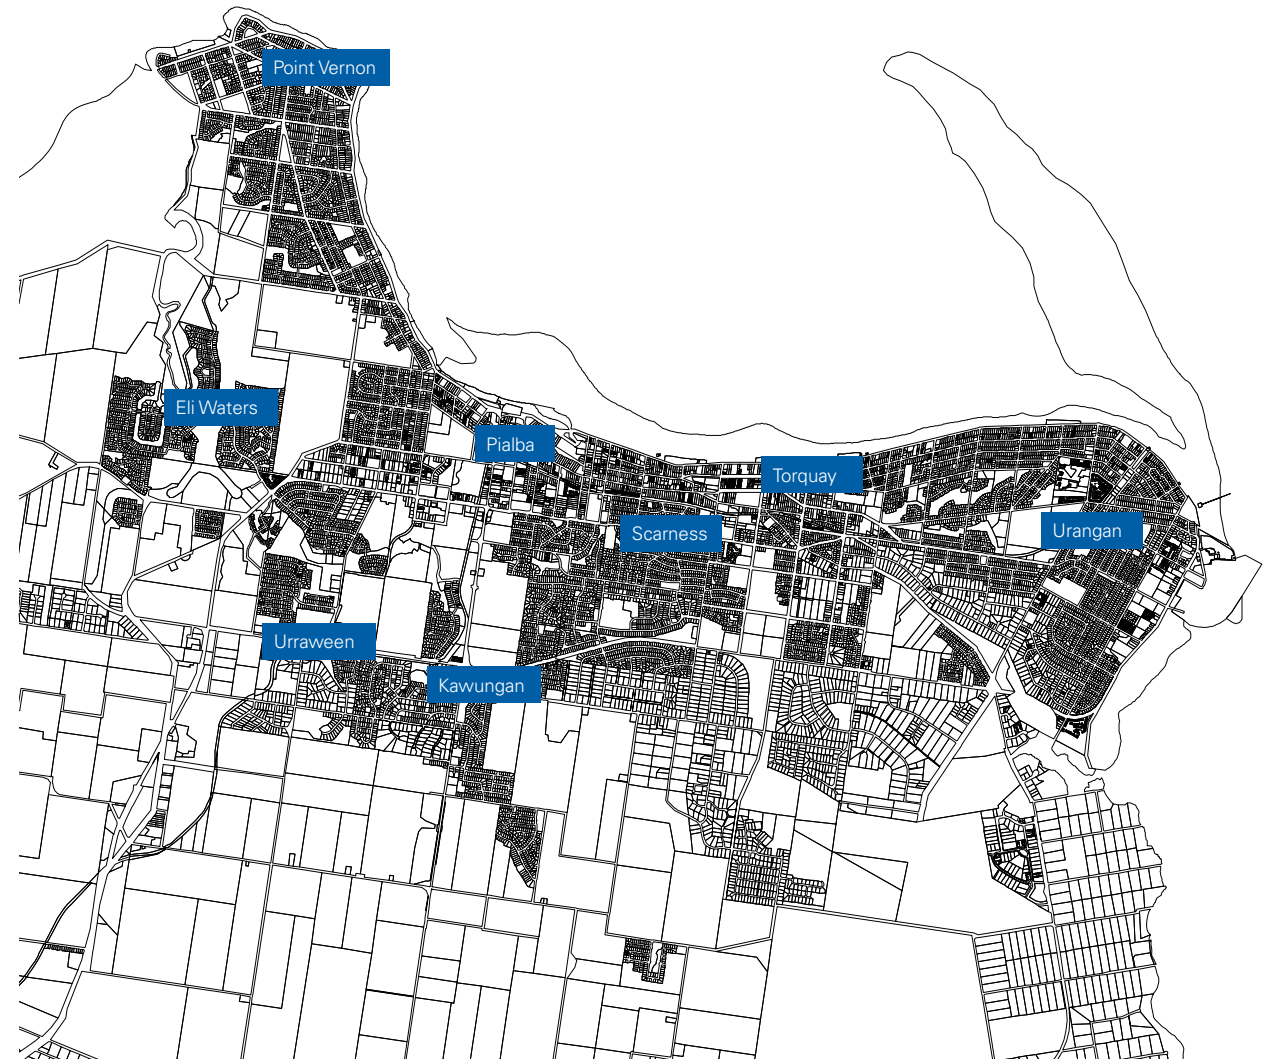 Point Vernon
Eli Waters
Pialba
Torquay
Scarness
Urangan
Urraween
Kawungan